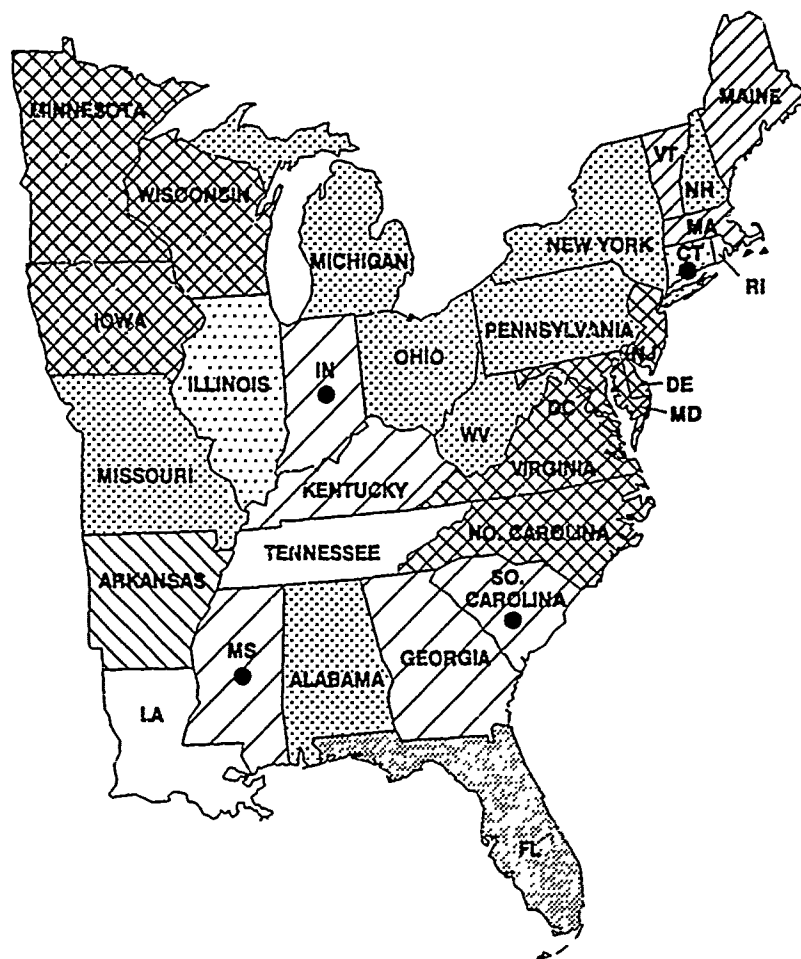 MINNESOTA
MAINE
WISCONSIN
VT
NH
MICHIGAN
NEW YORK
MA
CT
RI
IOWA
PENNSYLVANIA
OHIO
NJ
ILLINOIS
IN
DE
DC
MD
WV
MISSOURI
VIRGINIA
KENTUCKY
NO. CAROLINA
TENNESSEE
ARKANSAS
SO.
CAROLINA
MS
GEORGIA
ALABAMA
LA
FL